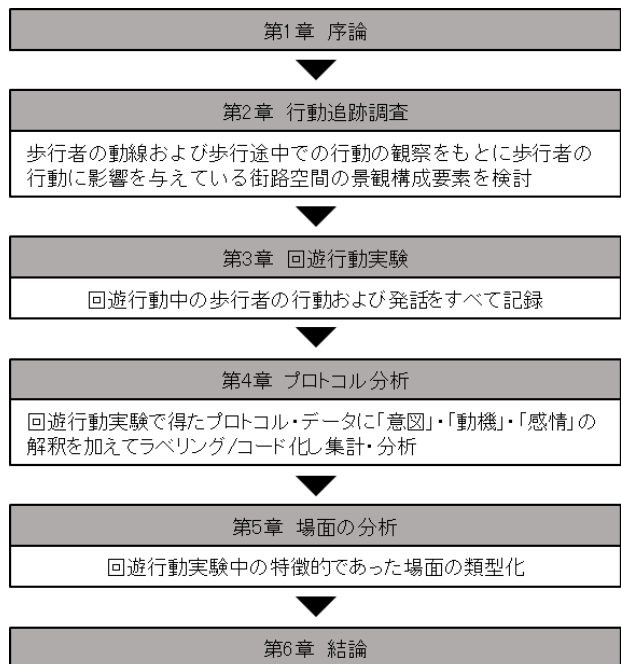 第1章 序論
第2章 行動追跡調査
歩行者の動線および歩行途中での行動の観察をもとに歩行者の
行動に影響を与えている街路空間の景観構成要素を検討
第3章 回遊行動実験
回遊行動中の歩行者の行動および発話をすべて記録
第4章 プロトコル分析
回遊行動実験で得たプロトコル・データに「意図」・「動機」・「感情」の
解釈を加えてラベリング/コード化し集計・分析
第5章 場面の分析
回遊行動実験中の特徴的であった場面の類型化
第6章 結論